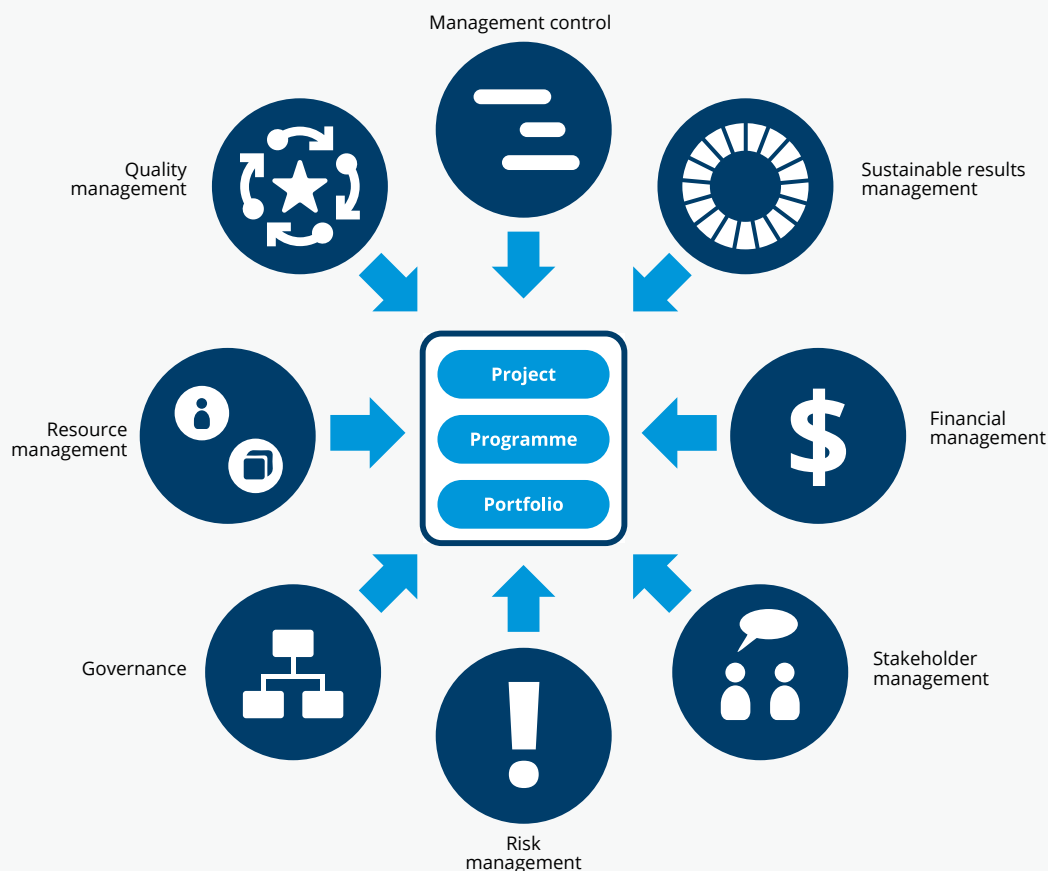 Management control
Quality
management
Sustainable results
management
Project
Programme
Portfolio
Resource
management
Financial
management
$
Governance
Stakeholder
management
!
Risk
management